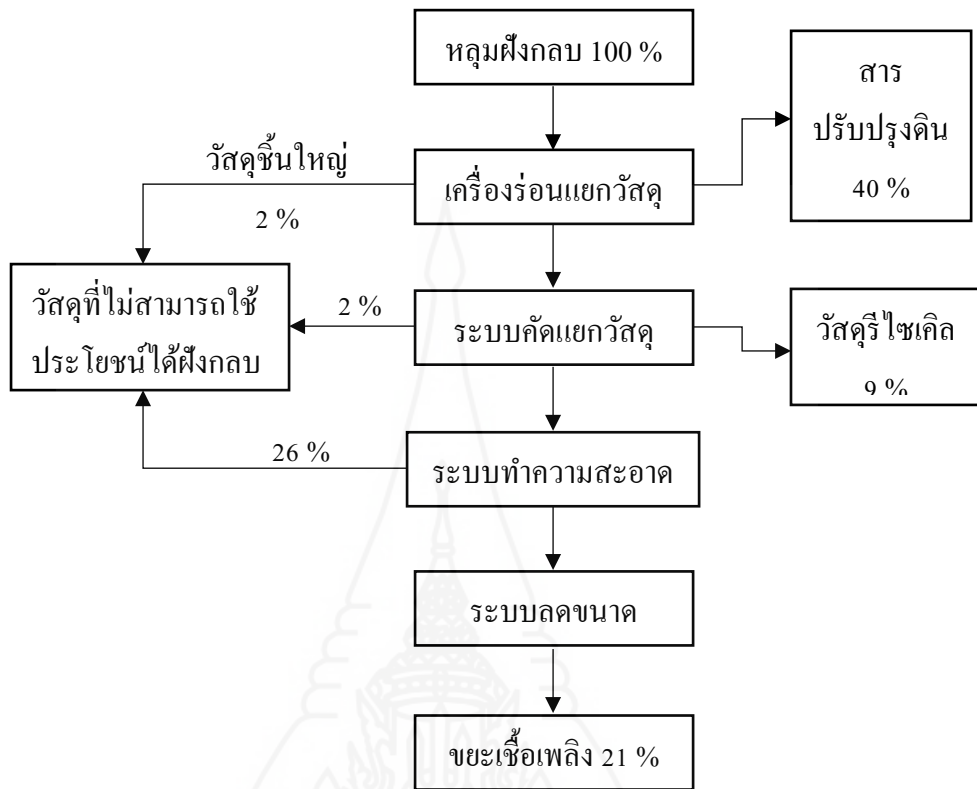 หลุมฝังกลบ 100 %
สาร
ปรับปรุงดิน
40 %
วัสดุชิ้นใหญ่
2 %
เครื่องร่อนแยกวัสดุ
วัสดุที่ไม่สามารถใช้
ประโยชน์ได้ฝังกลบ
2 %
ระบบคัดแยกวัสดุ
วัสดุรีไซเคิล
9 %
26 %
ระบบทำความสะอาด
ระบบลดขนาด
ขยะเชื้อเพลิง 21 %